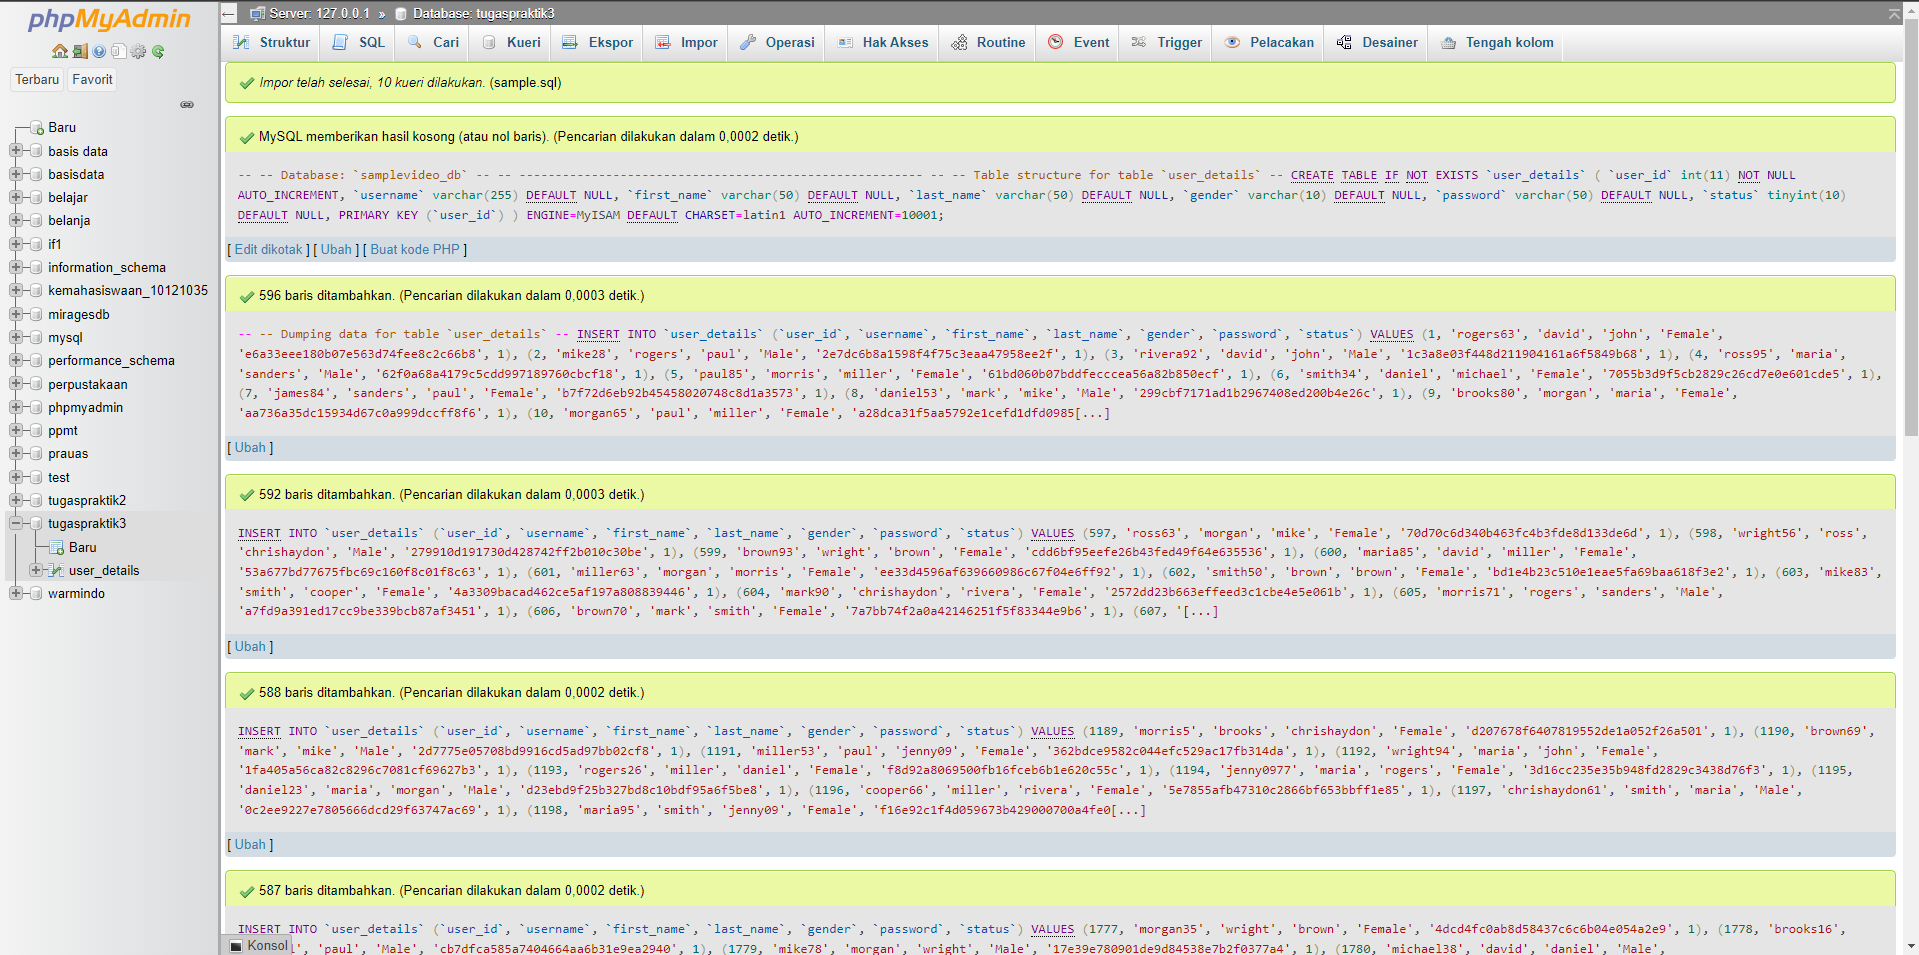 phpMyAdmin
Terbaru Favorit
Baru
basis data
basisdata
belajar
belanja
if1
information_schema
kemahasiswaan_10121035
miragesdb
mysql
performance_schema
perpustakaan
phpmyadmin
ppmt
prauas
test
tugaspraktik2
tugaspraktik3
Baru
user_details
warmindo
Server: 127.0.0.1 » Database: tugaspraktik3
Struktur SQL Cari Kueri Ekspor Impor Operasi Hak Akses Routine Event Trigger Pelacakan Desainer Tengah kolom
Impor telah selesai, 10 kueri dilakukan. (sample.sql)
MySQL memberikan hasil kosong (atau nol baris). (Pencarian dilakukan dalam 0,0002 detik.)
-- -- Database: `samplevideo_db` -- -- -------------------------------------------------------- -- -- Table structure for table `user_details` -- CREATE TABLE IF NOT EXISTS `user_details` ( `user_id` int(11) NOT NULL
AUTO_INCREMENT, `username` varchar(255) DEFAULT NULL, `first_name` varchar(50) DEFAULT NULL, `last_name` varchar(50) DEFAULT NULL, `gender` varchar(10) DEFAULT NULL, `password` varchar(50) DEFAULT NULL, `status` tinyint(10)
DEFAULT NULL, PRIMARY KEY (`user_id`) ) ENGINE=MyISAM DEFAULT CHARSET=latin1 AUTO_INCREMENT=10001;
[ Edit dikotak ] [ Ubah ] [ Buat kode PHP ]
596 baris ditambahkan. (Pencarian dilakukan dalam 0,0003 detik.)
-- -- Dumping data for table `user_details` -- INSERT INTO `user_details` (`user_id`, `username`, `first_name`, `last_name`, `gender`, `password`, `status`) VALUES (1, 'rogers63', 'david', 'john', 'Female',
'e6a33eee180b07e563d74fee8c2c66b8', 1), (2, 'mike28', 'rogers', 'paul', 'Male', '2e7dc6b8a1598f4f75c3eaa47958ee2f', 1), (3, 'rivera92', 'david', 'john', 'Male', '1c3a8e03f448d211904161a6f5849b68', 1), (4, 'ross95', 'maria',
'sanders', 'Male', '62f0a68a4179c5cdd997189760cbcf18', 1), (5, 'paul85', 'morris', 'miller', 'Female', '61bd060b07bddfecccea56a82b850ecf', 1), (6, 'smith34', 'daniel', 'michael', 'Female', '7055b3d9f5cb2829c26cd7e0e601cde5', 1),
(7, 'james84', 'sanders', 'paul', 'Female', 'b7f72d6eb92b45458020748c8d1a3573', 1), (8, 'daniel53', 'mark', 'mike', 'Male', '299cbf7171ad1b2967408ed200b4e26c', 1), (9, 'brooks80', 'morgan', 'maria', 'Female',
'aa736a35dc15934d67c0a999dccff8f6', 1), (10, 'morgan65', 'paul', 'miller', 'Female', 'a28dca31f5aa5792e1cefd1dfd0985[...]
[ Ubah ]
592 baris ditambahkan. (Pencarian dilakukan dalam 0,0003 detik.)
INSERT INTO `user_details` (`user_id`, `username`, `first_name`, `last_name`, `gender`, `password`, `status`) VALUES (597, 'ross63', 'morgan', 'mike', 'Female', '70d70c6d340b463fc4b3fde8d133de6d', 1), (598, 'wright56', 'ross',
'chrishaydon', 'Male', '279910d191730d428742ff2b010c30be', 1), (599, 'brown93', 'wright', 'brown', 'Female', 'cdd6bf95eefe26b43fed49f64e635536', 1), (600, 'maria85', 'david', 'miller', 'Female',
'53a677bd77675fbc69c160f8c01f8c63', 1), (601, 'miller63', 'morgan', 'morris', 'Female', 'ee33d4596af639660986c67f04e6ff92', 1), (602, 'smith50', 'brown', 'brown', 'Female', 'bd1e4b23c510e1eae5fa69baa618f3e2', 1), (603, 'mike83',
'smith', 'cooper', 'Female', '4a3309bacad462ce5af197a808839446', 1), (604, 'mark90', 'chrishaydon', 'rivera', 'Female', '2572dd23b663effeed3c1cbe4e5e061b', 1), (605, 'morris71', 'rogers', 'sanders', 'Male',
'a7fd9a391ed17cc9be339bcb87af3451', 1), (606, 'brown70', 'mark', 'smith', 'Female', '7a7bb74f2a0a42146251f5f83344e9b6', 1), (607, '[...]
[ Ubah ]
588 baris ditambahkan. (Pencarian dilakukan dalam 0,0002 detik.)
INSERT INTO `user_details` (`user_id`, `username`, `first_name`, `last_name`, `gender`, `password`, `status`) VALUES (1189, 'morris5', 'brooks', 'chrishaydon', 'Female', 'd207678f6407819552de1a052f26a501', 1), (1190, 'brown69',
'mark', 'mike', 'Male', '2d7775e05708bd9916cd5ad97bb02cf8', 1), (1191, 'miller53', 'paul', 'jenny09', 'Female', '362bdce9582c044efc529ac17fb314da', 1), (1192, 'wright94', 'maria', 'john', 'Female',
'1fa405a56ca82c8296c7081cf69627b3', 1), (1193, 'rogers26', 'miller', 'daniel', 'Female', 'f8d92a8069500fb16fceb6b1e620c55c', 1), (1194, 'jenny0977', 'maria', 'rogers', 'Female', '3d16cc235e35b948fd2829c3438d76f3', 1), (1195,
'daniel23', 'maria', 'morgan', 'Male', 'd23ebd9f25b327bd8c10bdf95a6f5be8', 1), (1196, 'cooper66', 'miller', 'rivera', 'Female', '5e7855afb47310c2866bf653bbff1e85', 1), (1197, 'chrishaydon61', 'smith', 'maria', 'Male',
'0c2ee9227e7805666dcd29f63747ac69', 1), (1198, 'maria95', 'smith', 'jenny09', 'Female', 'f16e92c1f4d059673b429000700a4fe0[...]
[ Ubah ]
587 baris ditambahkan. (Pencarian dilakukan dalam 0,0002 detik.)
INSERT INTO `user_details` (`user_id`, `username`, `first_name`, `last_name`, `gender`, `password`, `status`) VALUES (1777, 'morgan35', 'wright', 'brown', 'Female', '4dcd4fc0ab8d58437c6c6b04e054a2e9', 1), (1778, 'brooks16',
Konsol
', 'paul', 'Male', 'cb7dfca585a7404664aa6b31e9ea2940', 1), (1779, 'mike78', 'morgan', 'wright', 'Male', '17e39e780901de9d84538e7b2f0377a4', 1), (1780, 'michael38', 'david', 'daniel', 'Male',